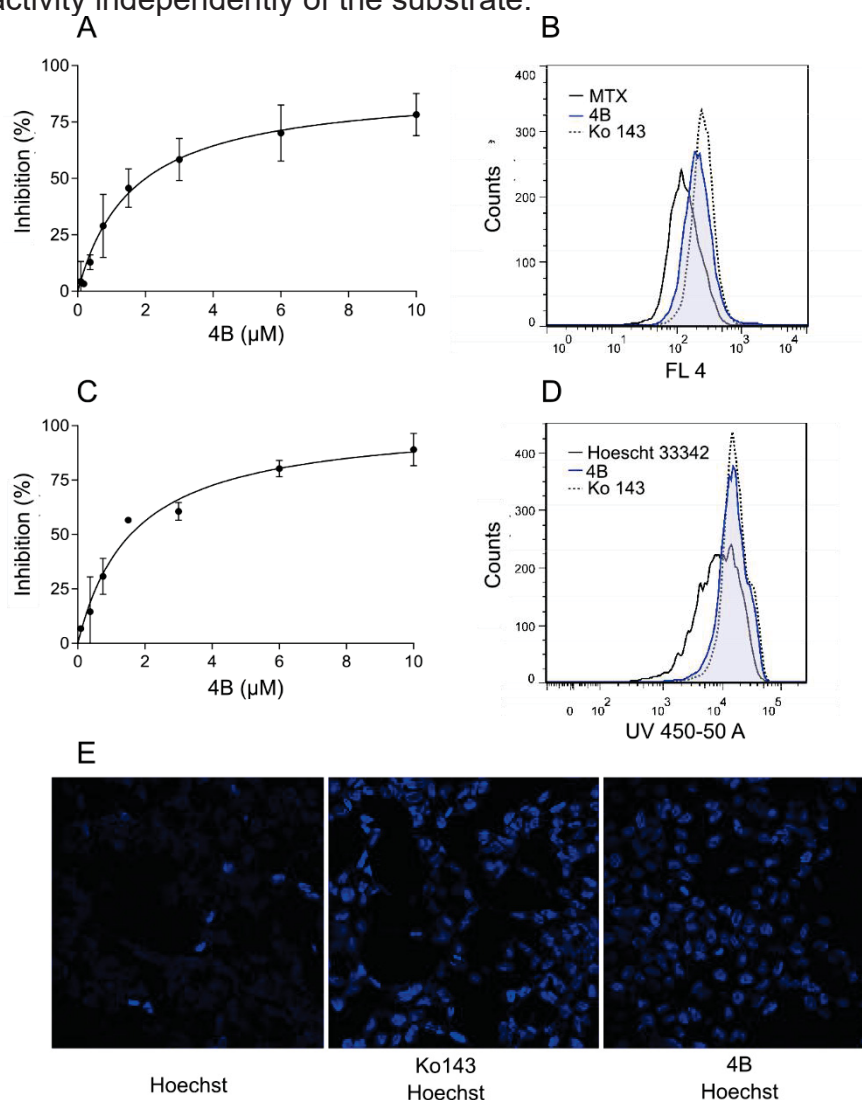 activity independently of the substrate.
A
100
75
50
25
0
Inhibition (%)
0 2 4 6 8 10
4B (µM)
B
400
300
200
100
0
Counts
MTX
4B
Ko 143
10^0 10^1 10^2 10^3 10^4
FL 4
C
100
75
50
25
0
Inhibition (%)
0 2 4 6 8 10
4B (µM)
D
400
300
200
100
0
Counts
Hoescht 33342
4B
Ko 143
0 10^2 10^3 10^4 10^5
UV 450-50 A
E
Hoechst
Ko143
Hoechst
4B
Hoechst